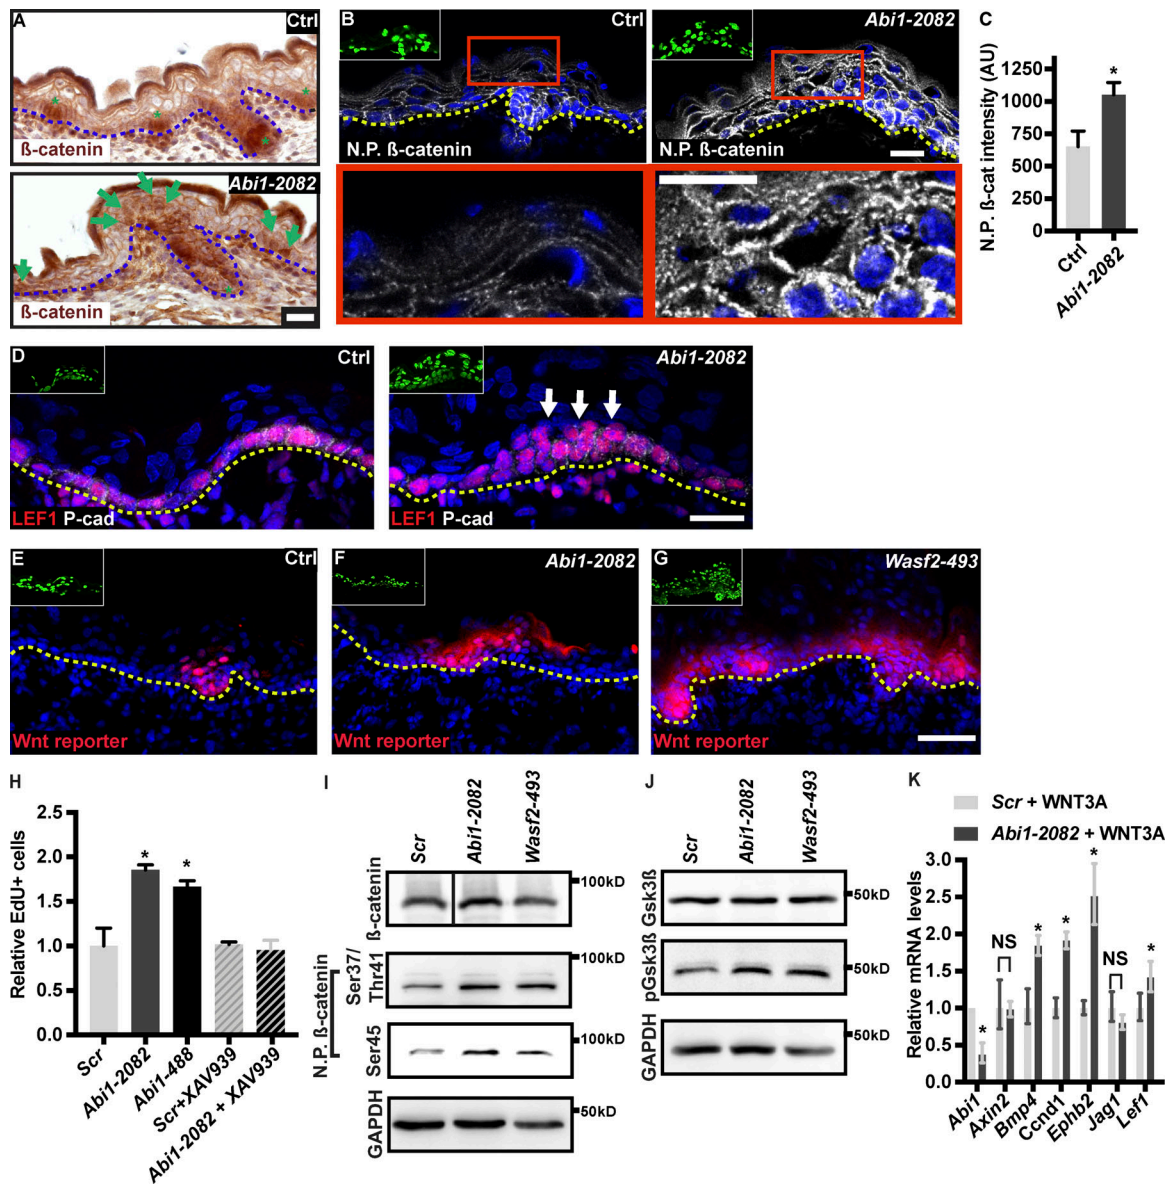 A
Ctrl
ß-catenin
Abi1-2082
ß-catenin
B
Ctrl
N.P. ß-catenin
Abi1-2082
N.P. ß-catenin
C
N.P. ß-cat intensity (AU)
1250
1000
750
500
250
0
*
Ctrl
Abi1-2082
D
Ctrl
LEF1 P-cad
Abi1-2082
LEF1 P-cad
E
Ctrl
Wnt reporter
F
Abi1-2082
Wnt reporter
G
Wasf2-493
Wnt reporter
H
Relative EdU+ cells
2.5
2.0
1.5
1.0
0.5
0.0
*
*
Scr
Abi1-2082
Abi1-488
Scr+XAV939
Abi1-2082 + XAV939
I
Scr
Abi1-2082
Wasf2-493
ß-catenin
100kD
N.P. ß-catenin
Ser37/
Thr41
100kD
Ser45
100kD
GAPDH
50kD
J
Scr
Abi1-2082
Wasf2-493
Gsk3ß
50kD
pGsk3ß
50kD
GAPDH
50kD
K
Scr + WNT3A
Abi1-2082 + WNT3A
Relative mRNA levels
3.0
2.5
2.0
1.5
1.0
0.5
0.0
*
NS
*
*
*
NS
*
Abi1
Axin2
Bmp4
Ccnd1
Ephb2
Jag1
Lef1